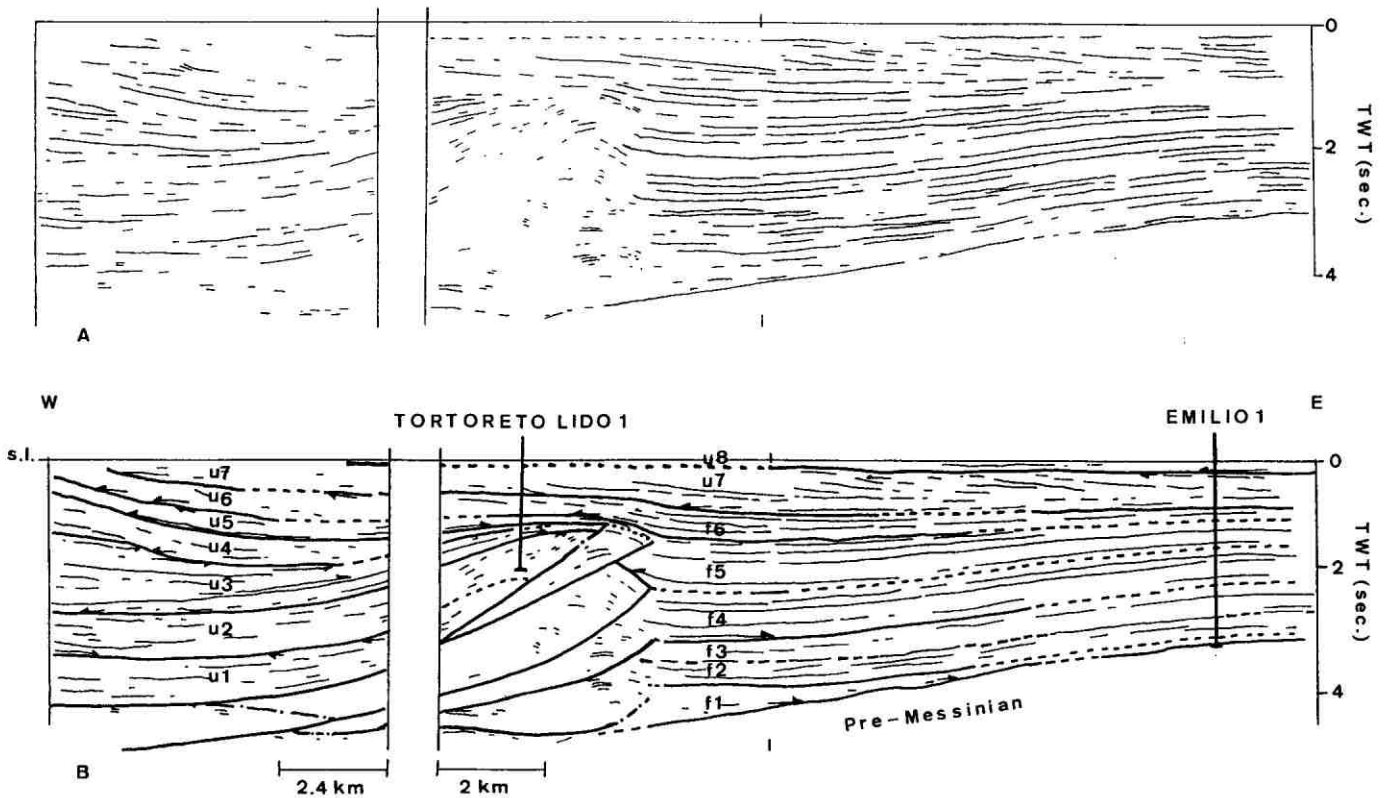 0
2
4
TWT (sec.)
A
W
E
TORTORETO LIDO 1
EMILIO 1
s.l.
0
2
4
TWT (sec.)
u8
u7
u7
u6
u5
u4
u3
u2
u1
f6
f5
f4
f3
f2
f1
Pre-Messinian
B
2.4 km
2 km